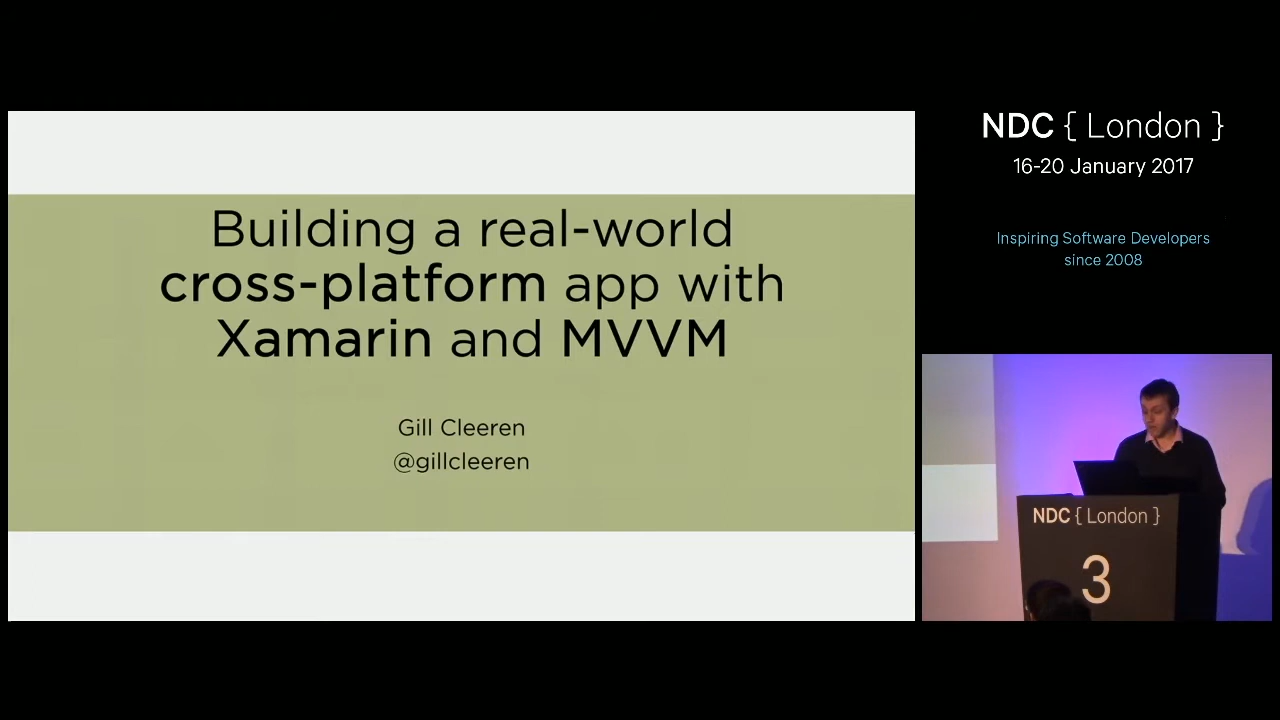 Building a real-world
cross-platform app with
Xamarin and MVVM
Gill Cleeren
@gillcleeren
NDC { London }
16-20 January 2017
Inspiring Software Developers
since 2008
NDC { London }
3